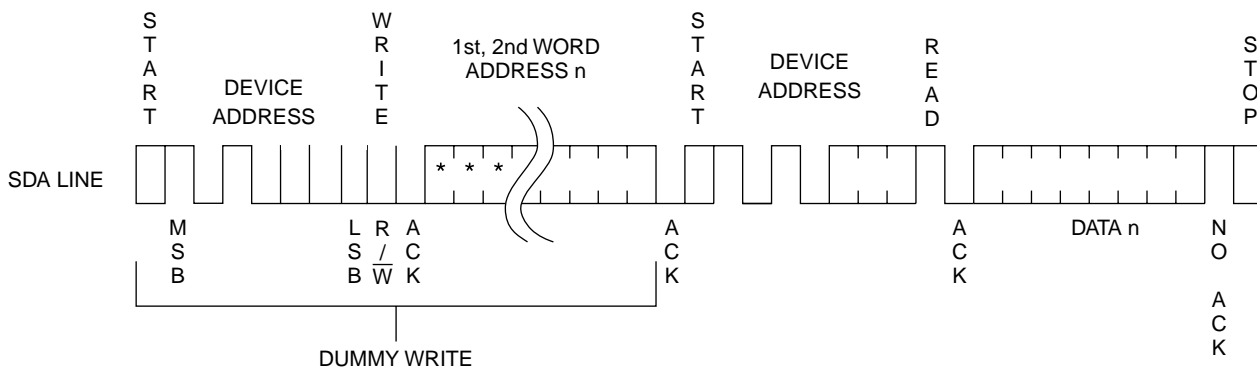 START
WRITE
1st, 2nd WORD
ADDRESS n
START
READ
STOP
DEVICE
ADDRESS
DEVICE
ADDRESS
SDA LINE
* * *
MSB
LSB
R/W
ACK
ACK
ACK
DATA n
NO ACK
DUMMY WRITE